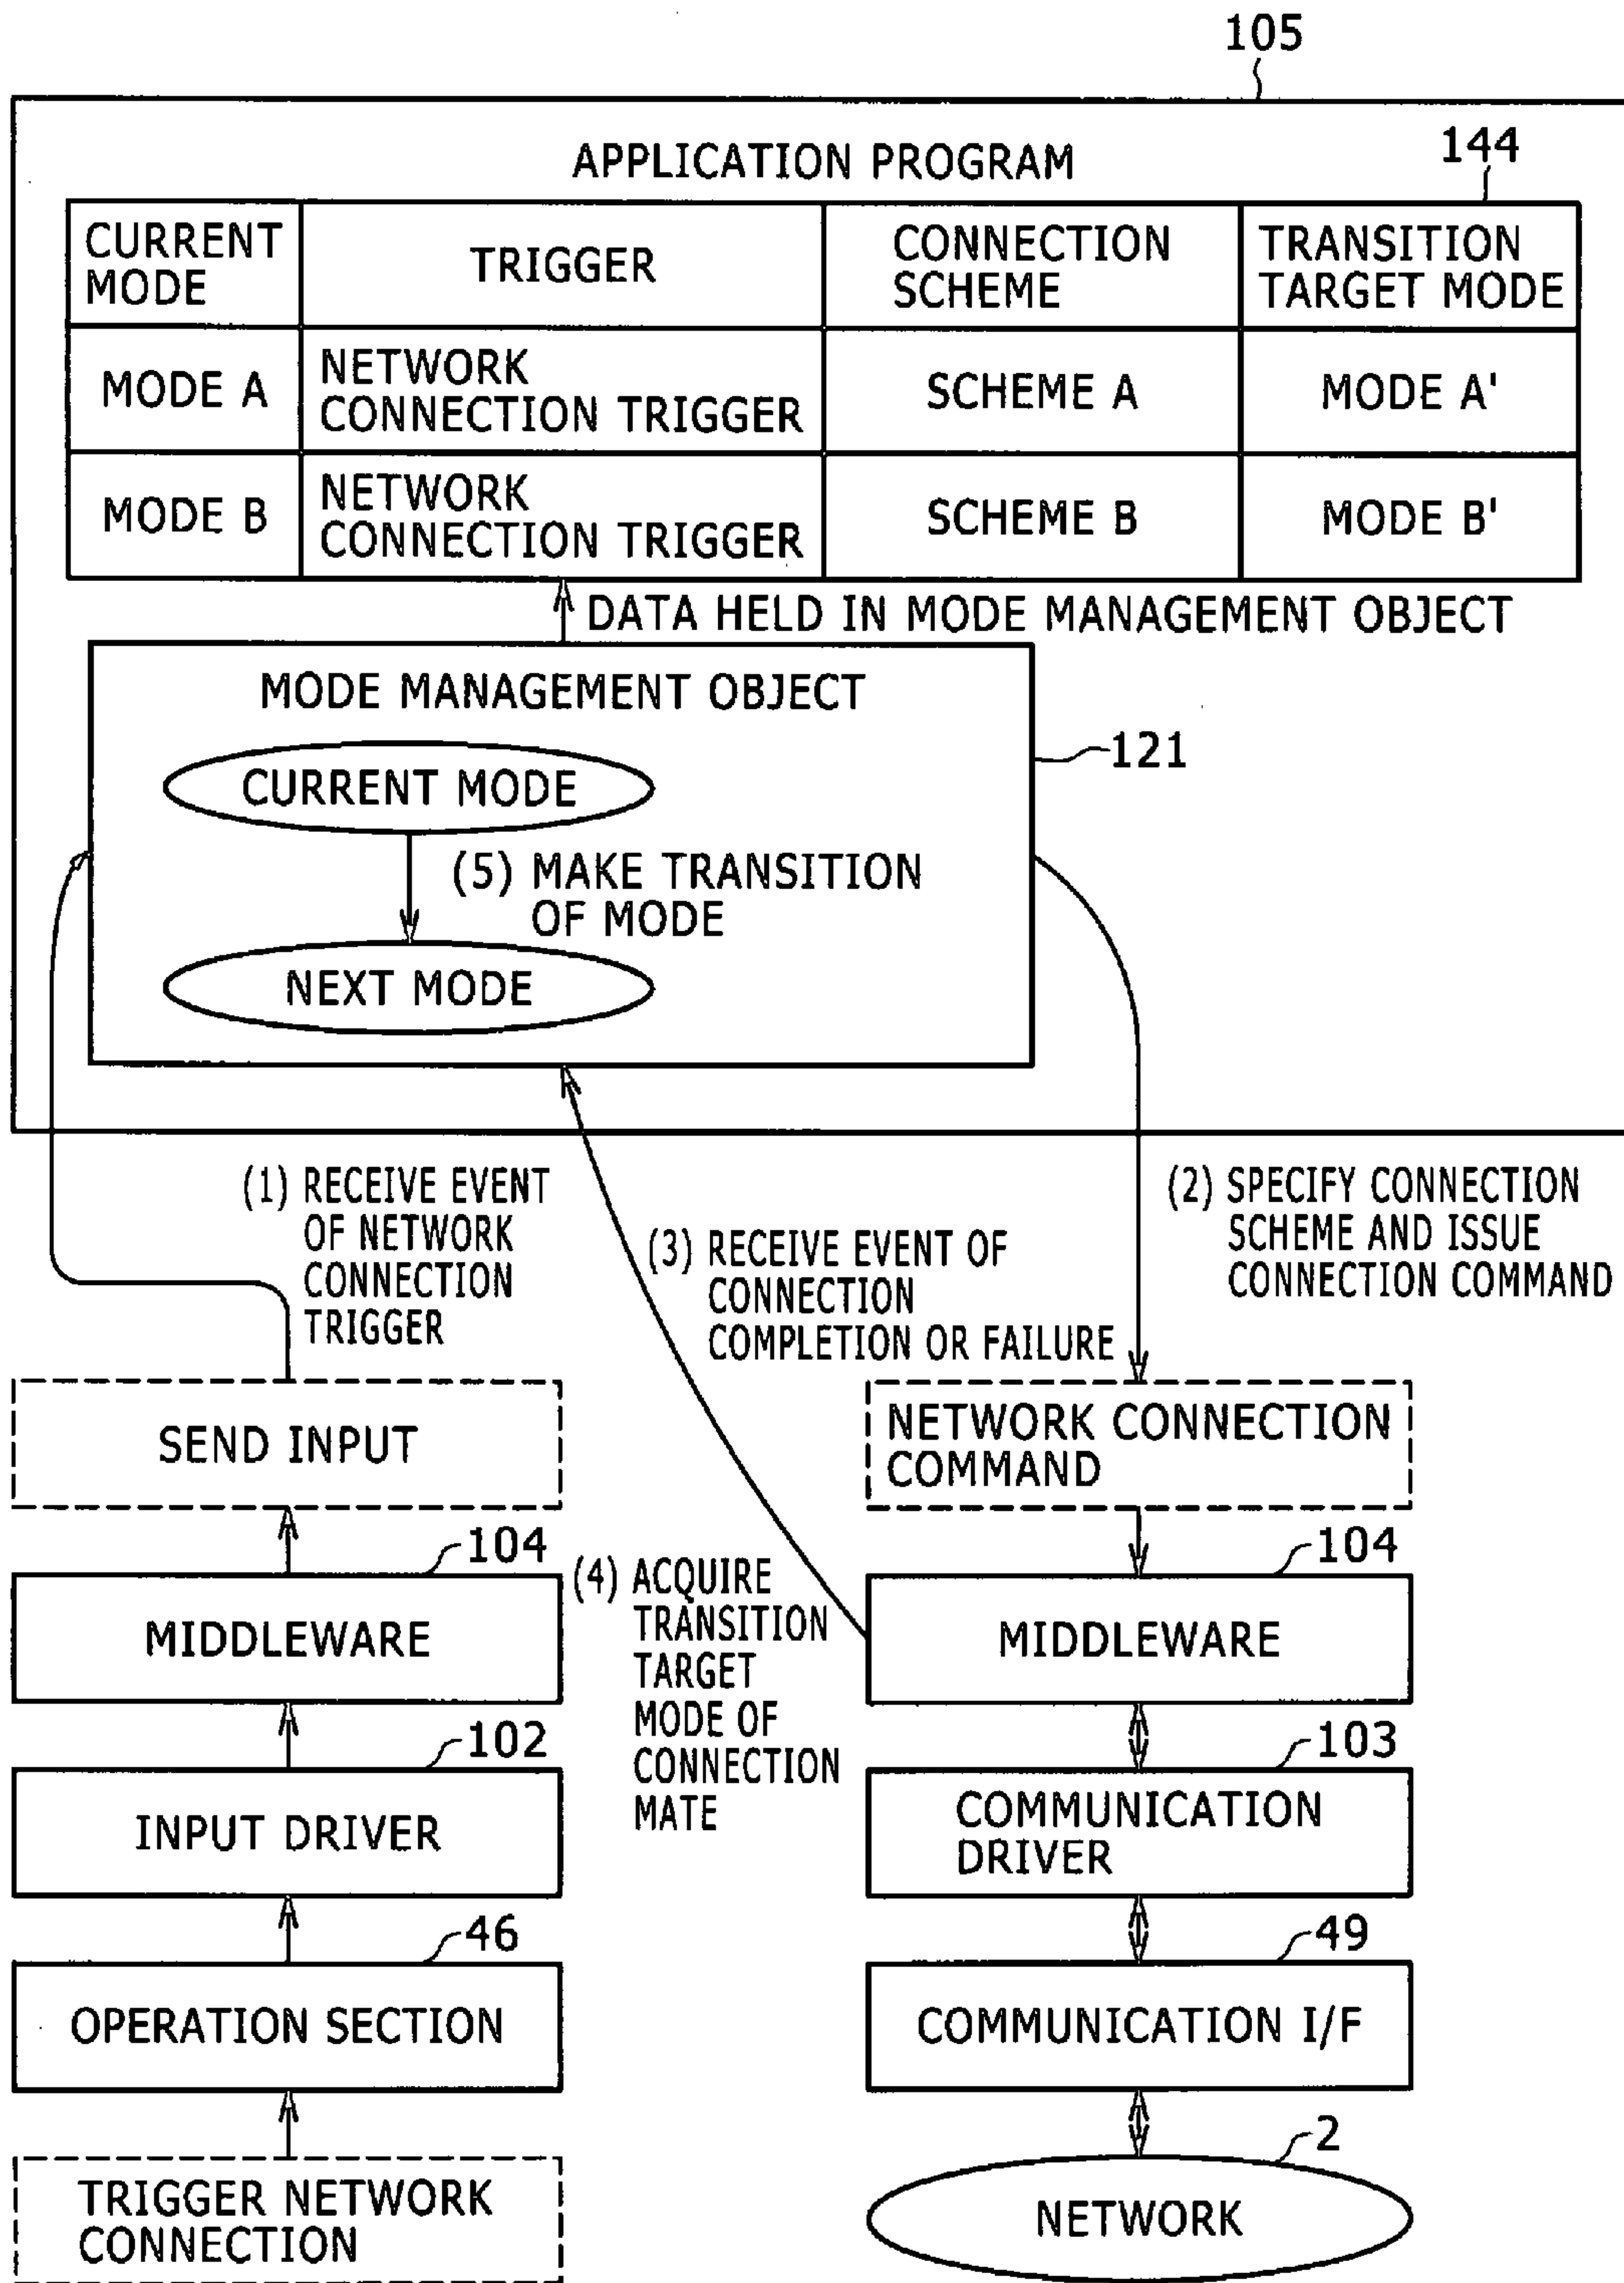 105
APPLICATION PROGRAM
144
CURRENT
MODE
TRIGGER
CONNECTION
SCHEME
TRANSITION
TARGET MODE
MODE A
NETWORK
CONNECTION TRIGGER
SCHEME A
MODE A'
MODE B
NETWORK
CONNECTION TRIGGER
SCHEME B
MODE B'
DATA HELD IN MODE MANAGEMENT OBJECT
MODE MANAGEMENT OBJECT
121
CURRENT MODE
(5) MAKE TRANSITION
OF MODE
NEXT MODE
(1) RECEIVE EVENT
OF NETWORK
CONNECTION
TRIGGER
(2) SPECIFY CONNECTION
SCHEME AND ISSUE
CONNECTION COMMAND
(3) RECEIVE EVENT OF
CONNECTION
COMPLETION OR FAILURE
SEND INPUT
NETWORK CONNECTION
COMMAND
104
MIDDLEWARE
(4) ACQUIRE
TRANSITION
TARGET
MODE OF
CONNECTION
MATE
104
MIDDLEWARE
102
INPUT DRIVER
103
COMMUNICATION
DRIVER
46
OPERATION SECTION
49
COMMUNICATION I/F
TRIGGER NETWORK
CONNECTION
2
NETWORK